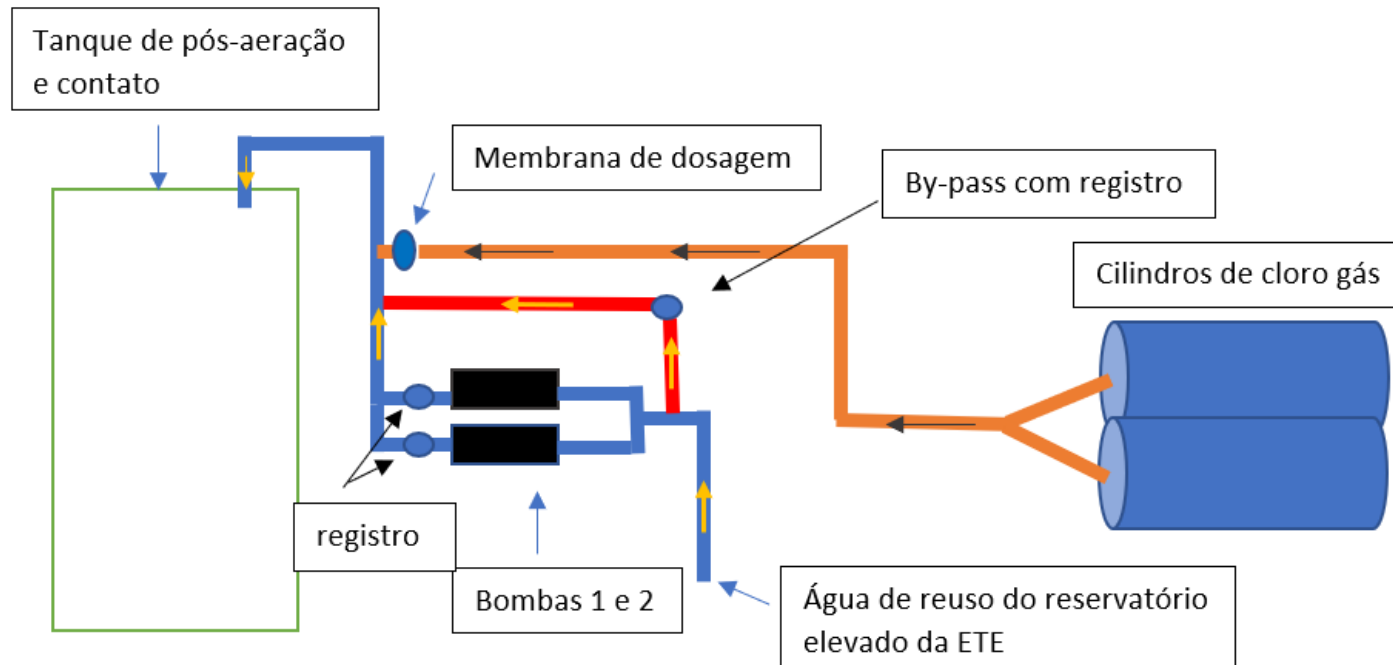 Tanque de pós-aeração
e contato
Membrana de dosagem
By-pass com registro
Cilindros de cloro gás
registro
Bombas 1 e 2
Água de reuso do reservatório
elevado da ETE